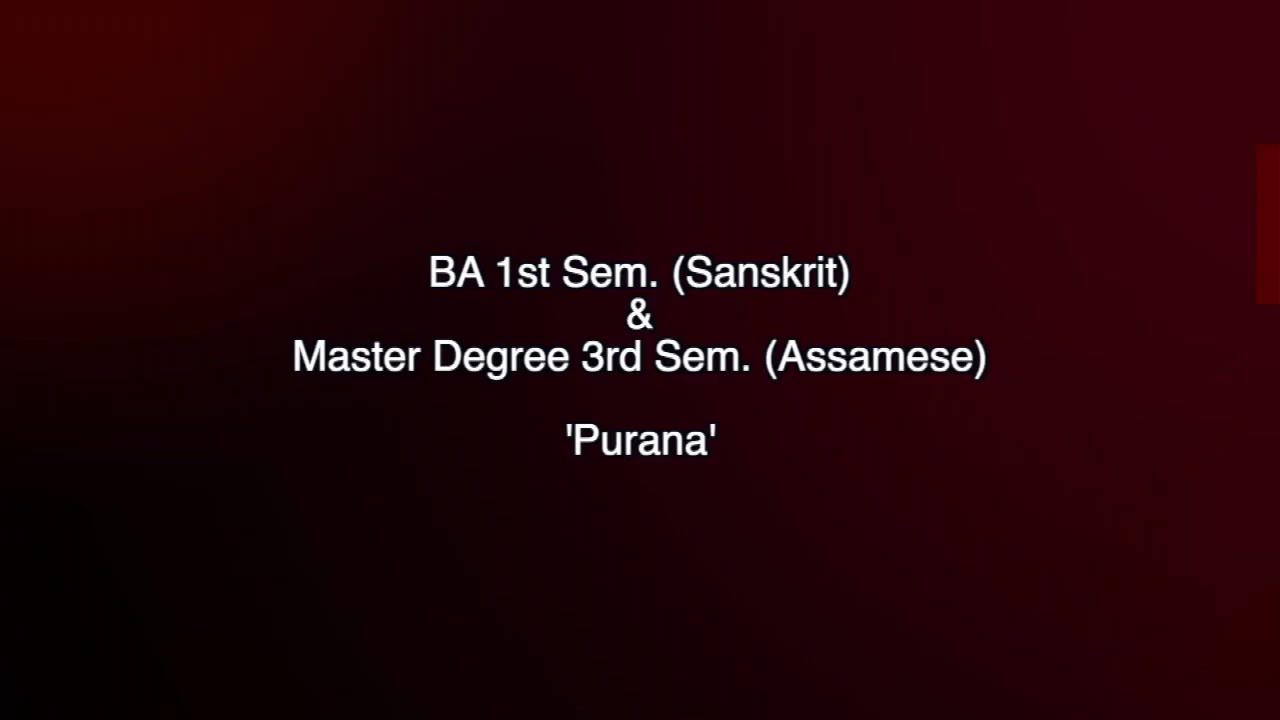 BA 1st Sem. (Sanskrit)
&
Master Degree 3rd Sem. (Assamese)
'Purana'